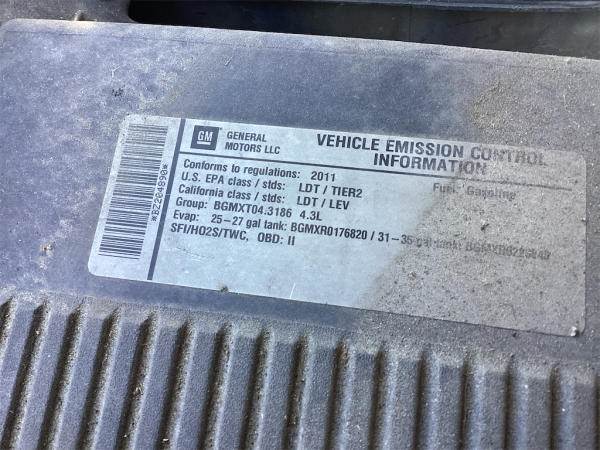 *BZ204890*
GM
GENERAL
MOTORS LLC
VEHICLE EMISSION CONTROL
INFORMATION
Conforms to regulations: 2011
Fuel: Gasoline
U.S. EPA class / stds: LDT / TIER2
California class / stds: LDT / LEV
Group: BGMXT04.3186 4.3L
Evap: 25-27 gal tank: BGMXR0176820 / 31-35 gal tank:
SFI/HO2S/TWC, OBD: II